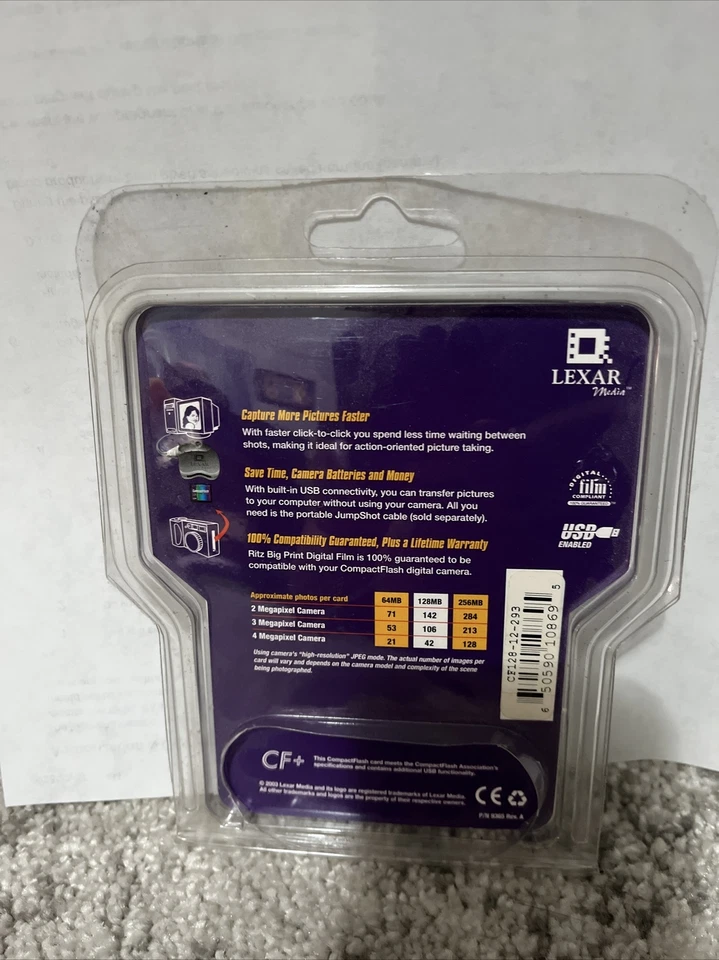 LEXAR
Media™
Capture More Pictures Faster
With faster click-to-click you spend less time waiting between
shots, making it ideal for action-oriented picture taking.
Save Time, Camera Batteries and Money
With built-in USB connectivity, you can transfer pictures
to your computer without using your camera. All you
need is the portable JumpShot cable (sold separately).
100% Compatibility Guaranteed, Plus a Lifetime Warranty
Ritz Big Print Digital Film is 100% guaranteed to be
compatible with your CompactFlash digital camera.
DIGITAL
film
COMPLIANT
USB
ENABLED
Approximate photos per card 64MB 128MB 256MB
2 Megapixel Camera 71 142 284
3 Megapixel Camera 53 106 213
4 Megapixel Camera 21 42 128
Using camera's "high-resolution" JPEG mode. The actual number of images per
card will vary and depends on the camera model and complexity of the scene
being photographed.
CF128-12-293
6 50590 10869 5
CF+
This CompactFlash card meets the CompactFlash Association's
specifications and contains additional USB functionality.
© 2003 Lexar Media and its logo are registered trademarks of Lexar Media.
All other trademarks and logos are the property of their respective owners.
CE